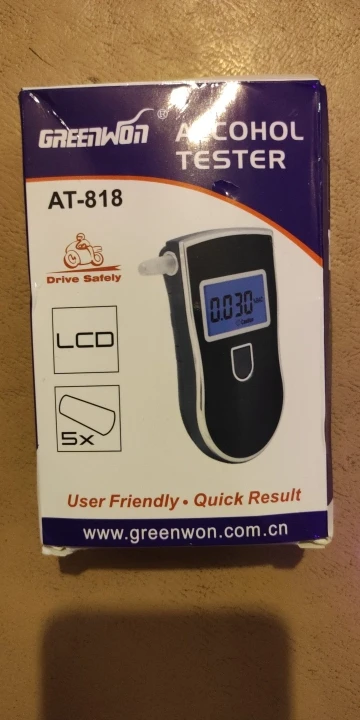 GREENWON®
ALCOHOL
TESTER
AT-818
Drive Safely
LCD
0.030
5x
User Friendly • Quick Result
www.greenwon.com.cn